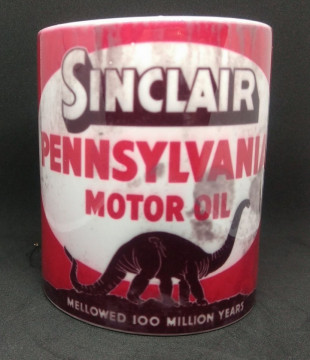 SINCLAIR
PENNSYLVANIA
MOTOR OIL
MELLOWED 100 MILLION YEARS